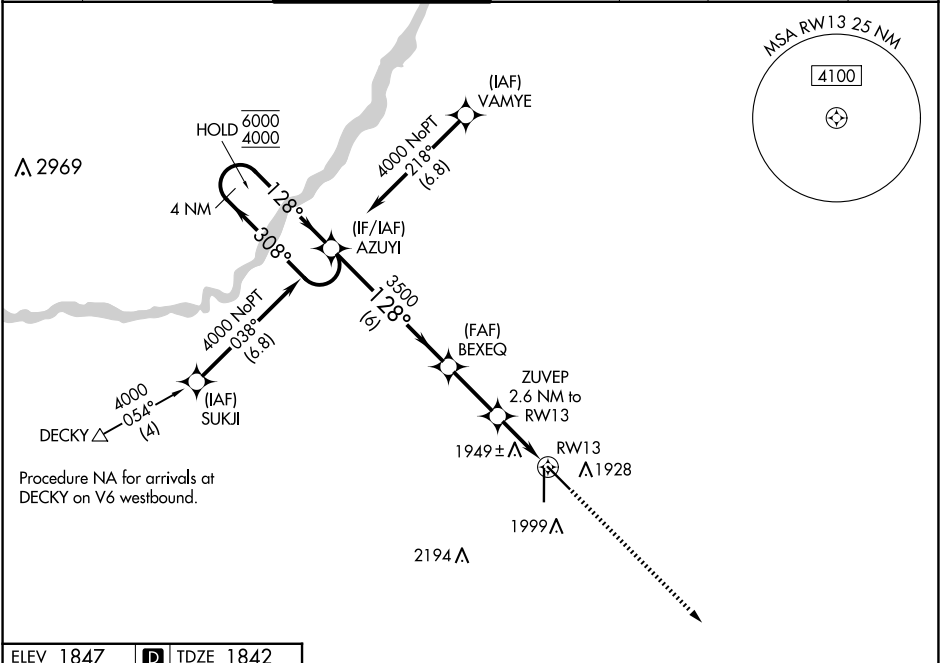 MSA RW13 25 NM
4100
(IAF)
VAMYE
HOLD 6000
4000
4000 NoPT
218°
(6.8)
2969
4 NM
128°
308°
(IF/IAF)
AZUYI
3500
128°
(6)
4000 NoPT
038°
(6.8)
(FAF)
BEXEQ
(IAF)
SUKJI
ZUVEP
2.6 NM to
RW13
4000
054°
(4)
DECKY
1949±
RW13
1928
Procedure NA for arrivals at
DECKY on V6 westbound.
1999
2194
ELEV 1847 D TDZE 1842